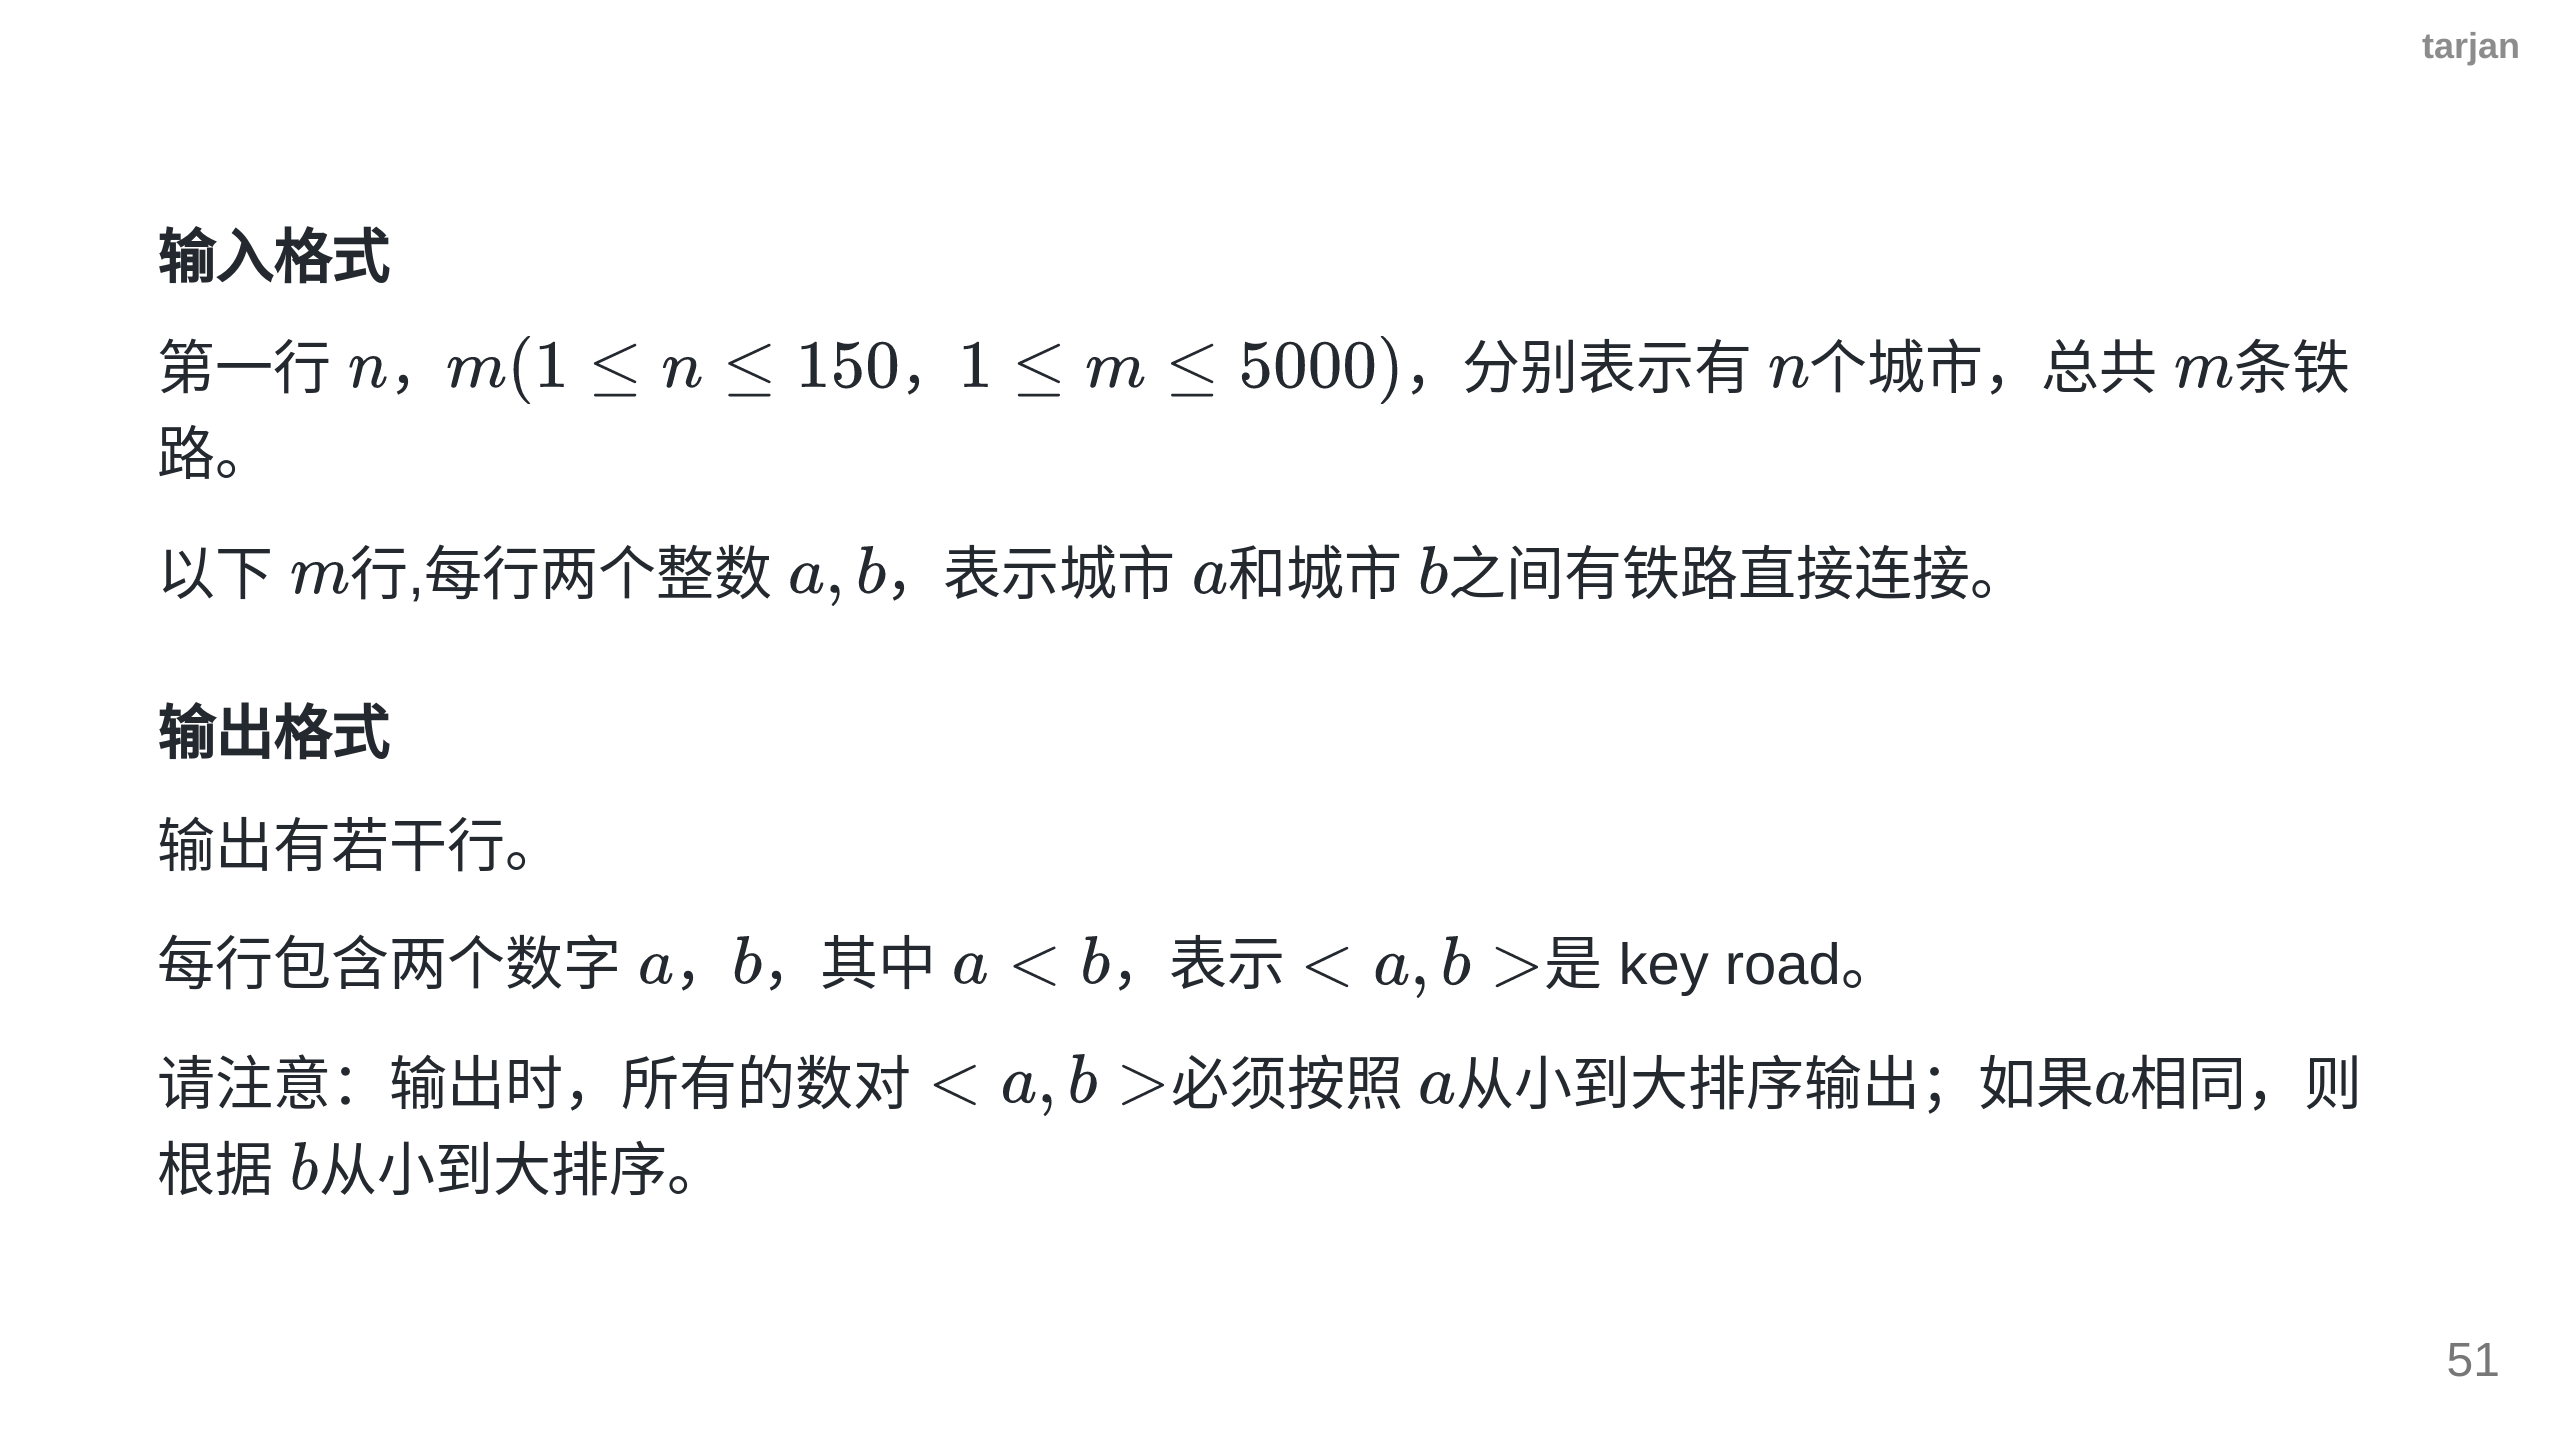 tarjan
输入格式
第一行 n，m(1 ≤ n ≤ 150，1 ≤ m ≤ 5000)，分别表示有 n个城市，总共 m条铁
路。
以下 m行,每行两个整数 a, b，表示城市 a和城市 b之间有铁路直接连接。
输出格式
输出有若干行。
每行包含两个数字 a，b，其中 a < b，表示 < a, b >是 key road。
请注意：输出时，所有的数对 < a, b >必须按照 a从小到大排序输出；如果a相同，则
根据 b从小到大排序。
51